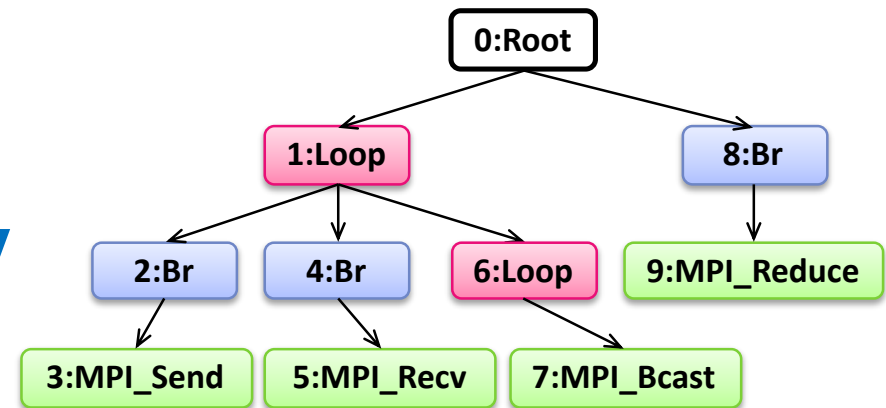 0:Root
1:Loop
8:Br
2:Br
4:Br
6:Loop
9:MPI_Reduce
3:MPI_Send
5:MPI_Recv
7:MPI_Bcast